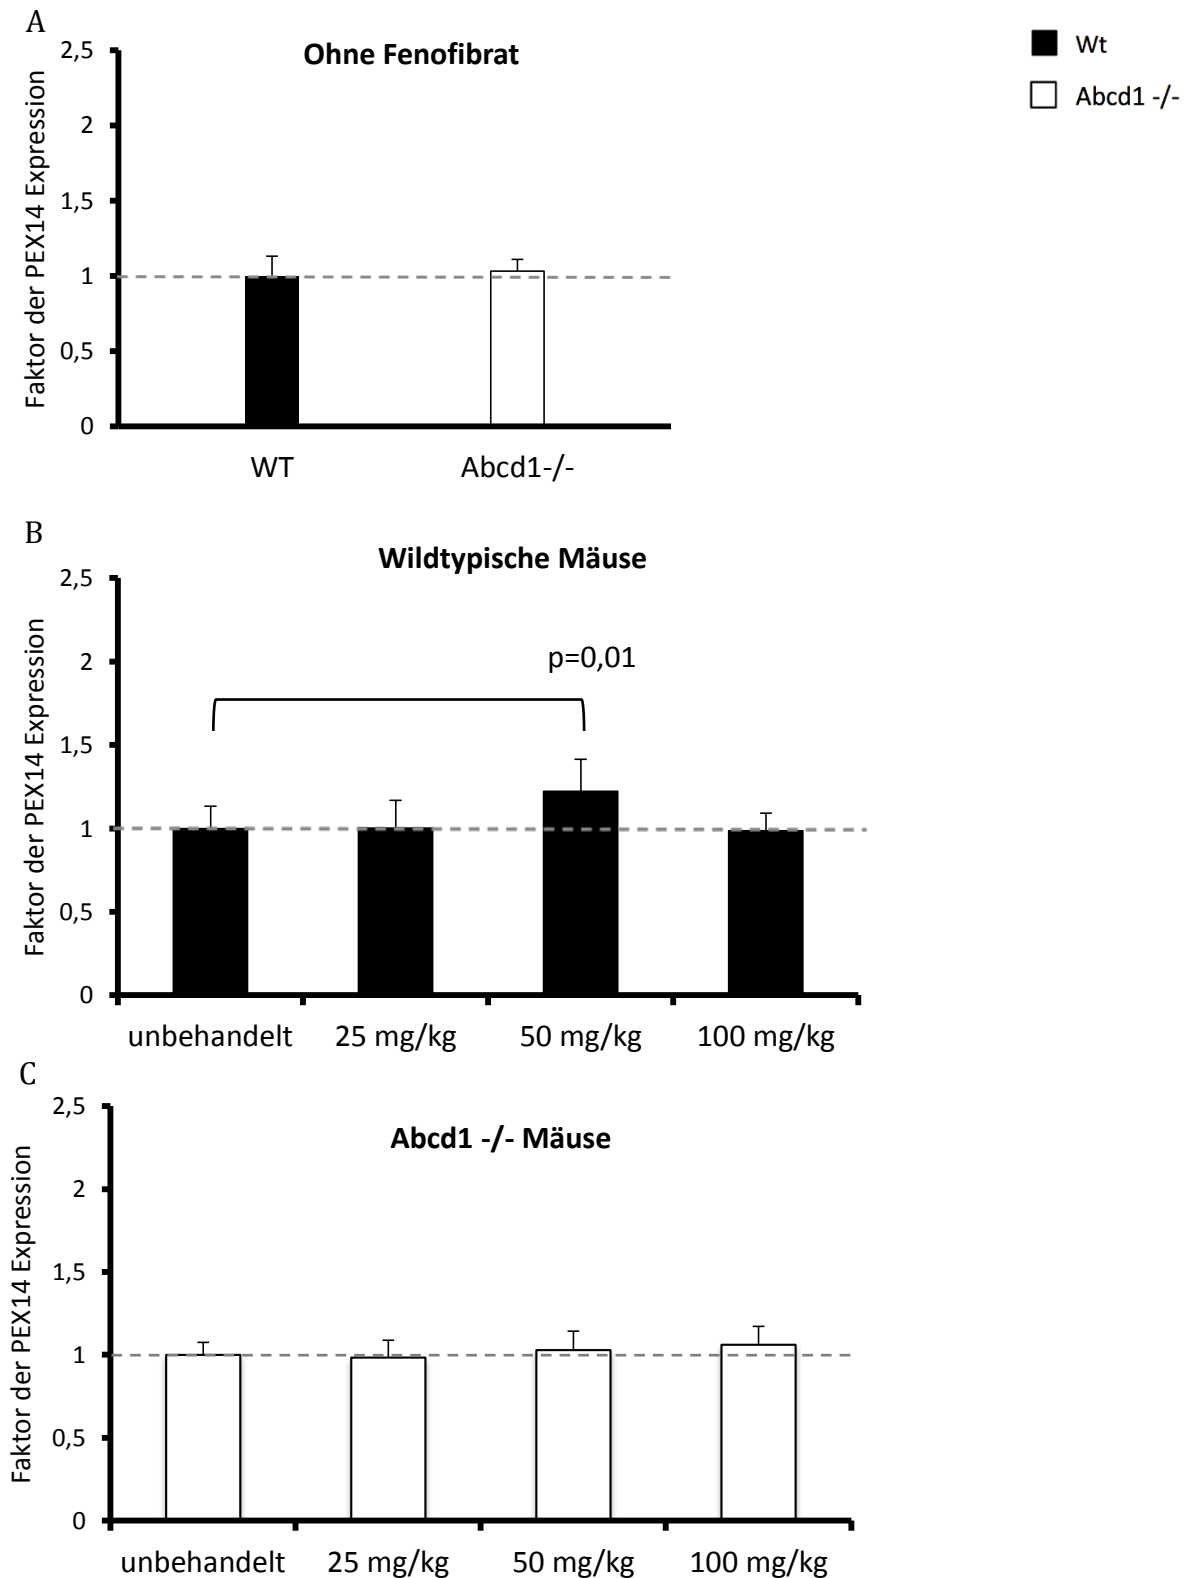 A
Ohne Fenofibrat
Wt
Abcd1 -/-
Faktor der PEX14 Expression
2,5
2
1,5
1
0,5
0
WT Abcd1-/-
B
Wildtypische Mäuse
Faktor der PEX14 Expression
2,5
2
1,5
1
0,5
0
p=0,01
unbehandelt 25 mg/kg 50 mg/kg 100 mg/kg
C
Abcd1 -/- Mäuse
Faktor der PEX14 Expression
2,5
2
1,5
1
0,5
0
unbehandelt 25 mg/kg 50 mg/kg 100 mg/kg